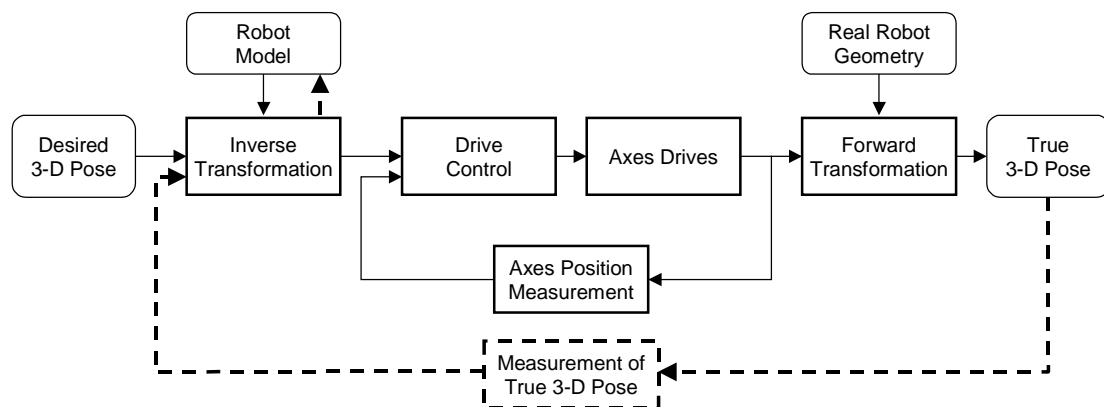 Robot
Model
Real Robot
Geometry
Desired
3-D Pose
Inverse
Transformation
Drive
Control
Axes Drives
Forward
Transformation
True
3-D Pose
Axes Position
Measurement
Measurement of
True 3-D Pose